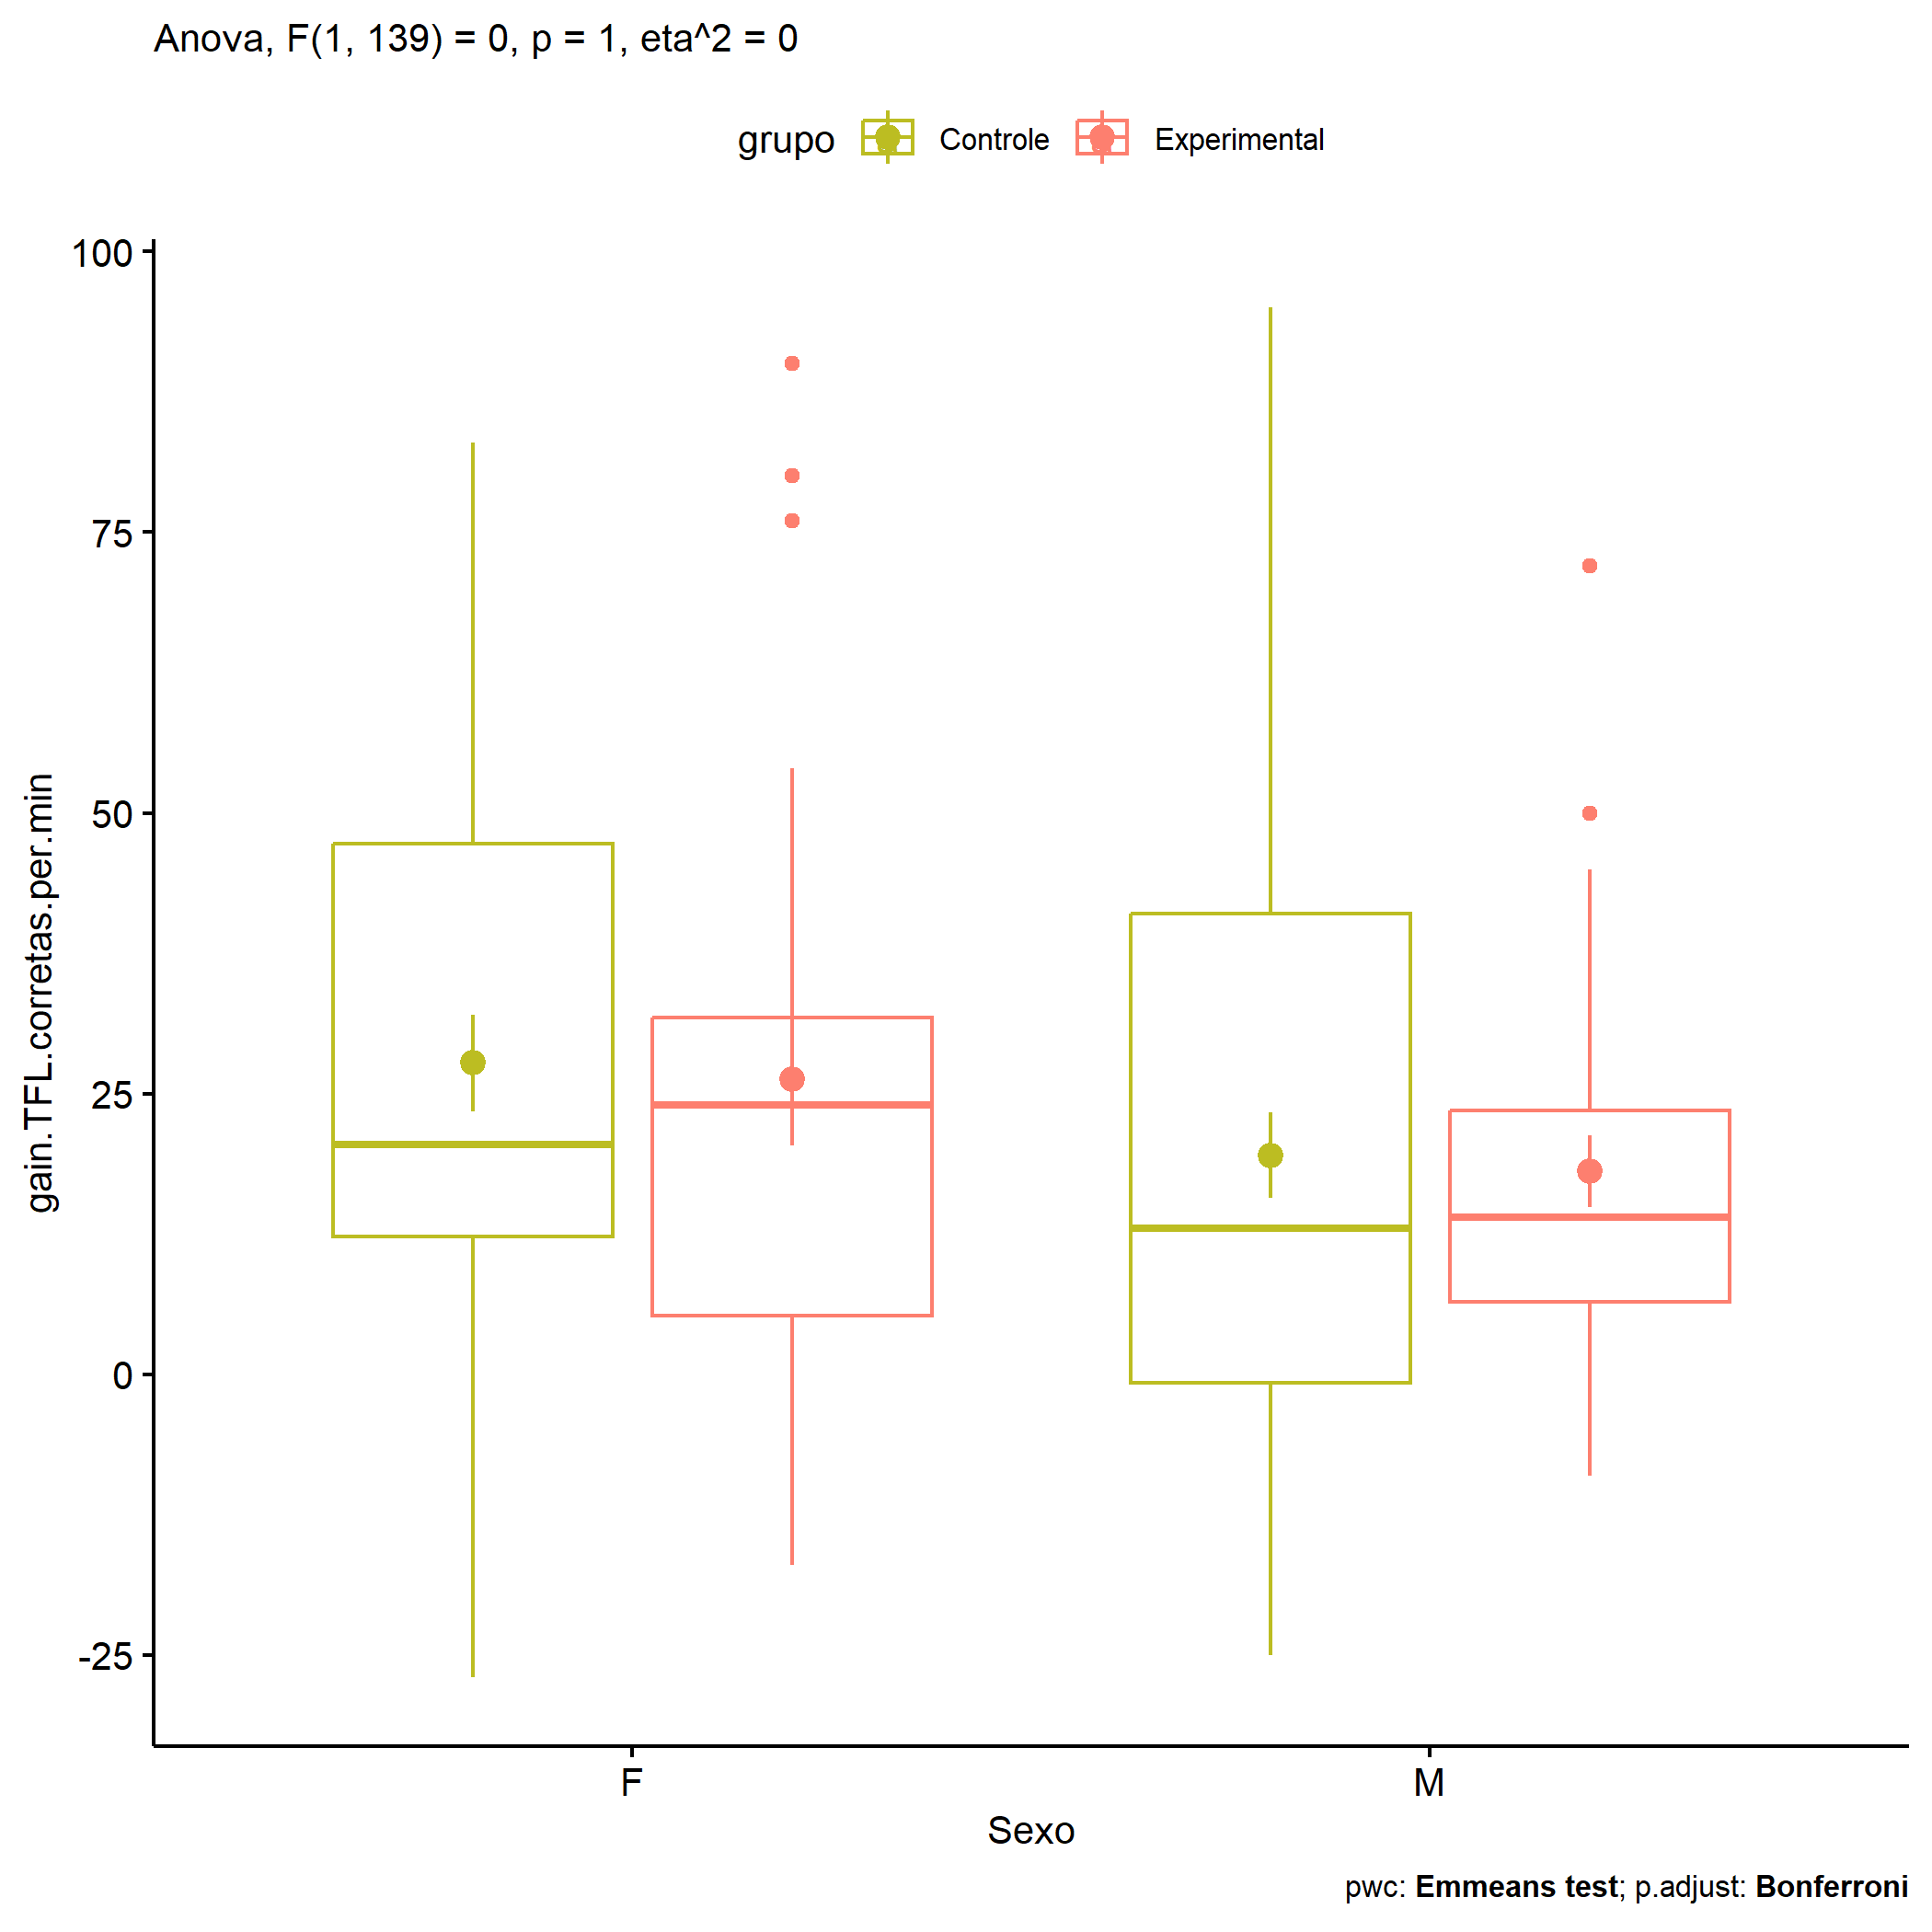 Anova, F(1, 139) = 0, p = 1, eta^2 = 0
grupo Controle Experimental
100
75
50
25
0
-25
gain.TFL.corretas.per.min
F M
Sexo
pwc: Emmeans test; p.adjust: Bonferroni